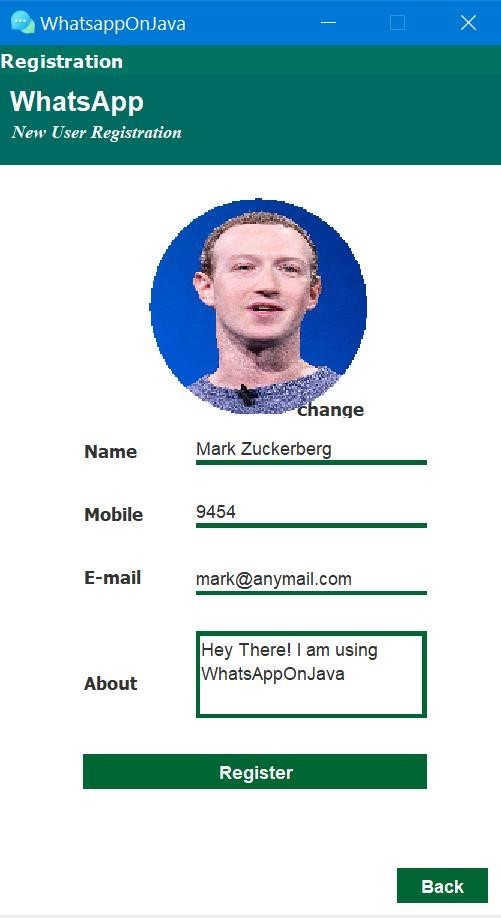 WhatsappOnJava
Registration
WhatsApp
New User Registration
change
Name
Mark Zuckerberg
Mobile
9454
E-mail
mark@anymail.com
About
Hey There! I am using
WhatsAppOnJava
Register
Back